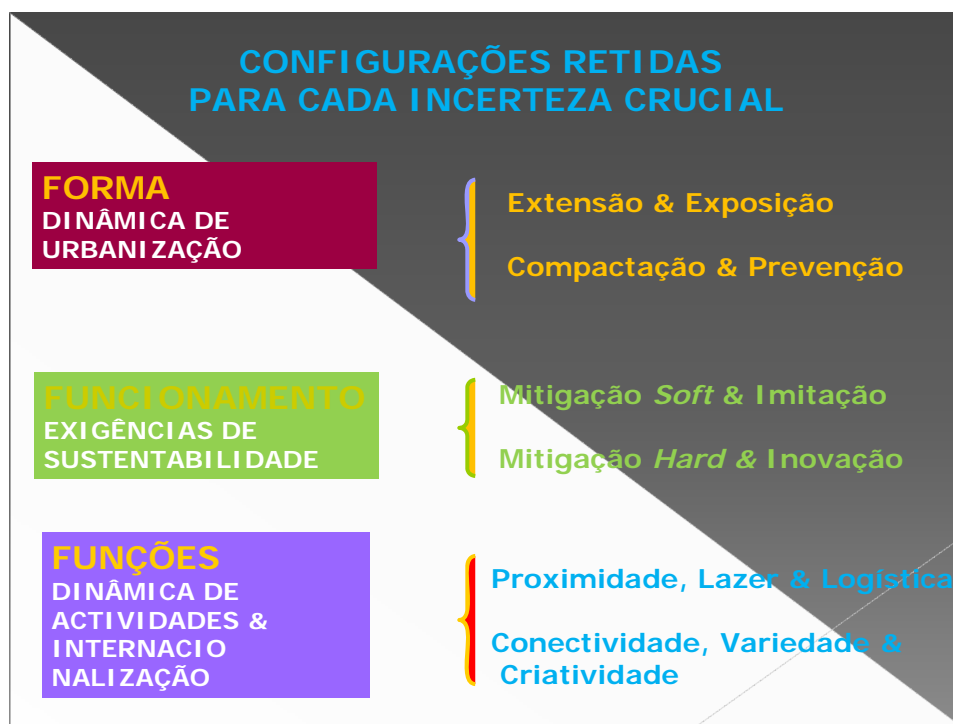 CONFIGURAÇÕES RETIDAS
PARA CADA INCERTEZA CRUCIAL
FORMA
DINÂMICA DE
URBANIZAÇÃO
Extensão & Exposição
Compactação & Prevenção
FUNCIONAMENTO
EXIGÊNCIAS DE
SUSTENTABILIDADE
Mitigação Soft & Imitação
Mitigação Hard & Inovação
FUNÇÕES
DINÂMICA DE
ACTIVIDADES &
INTERNACIO
NALIZAÇÃO
Proximidade, Lazer & Logística
Conectividade, Variedade &
Criatividade